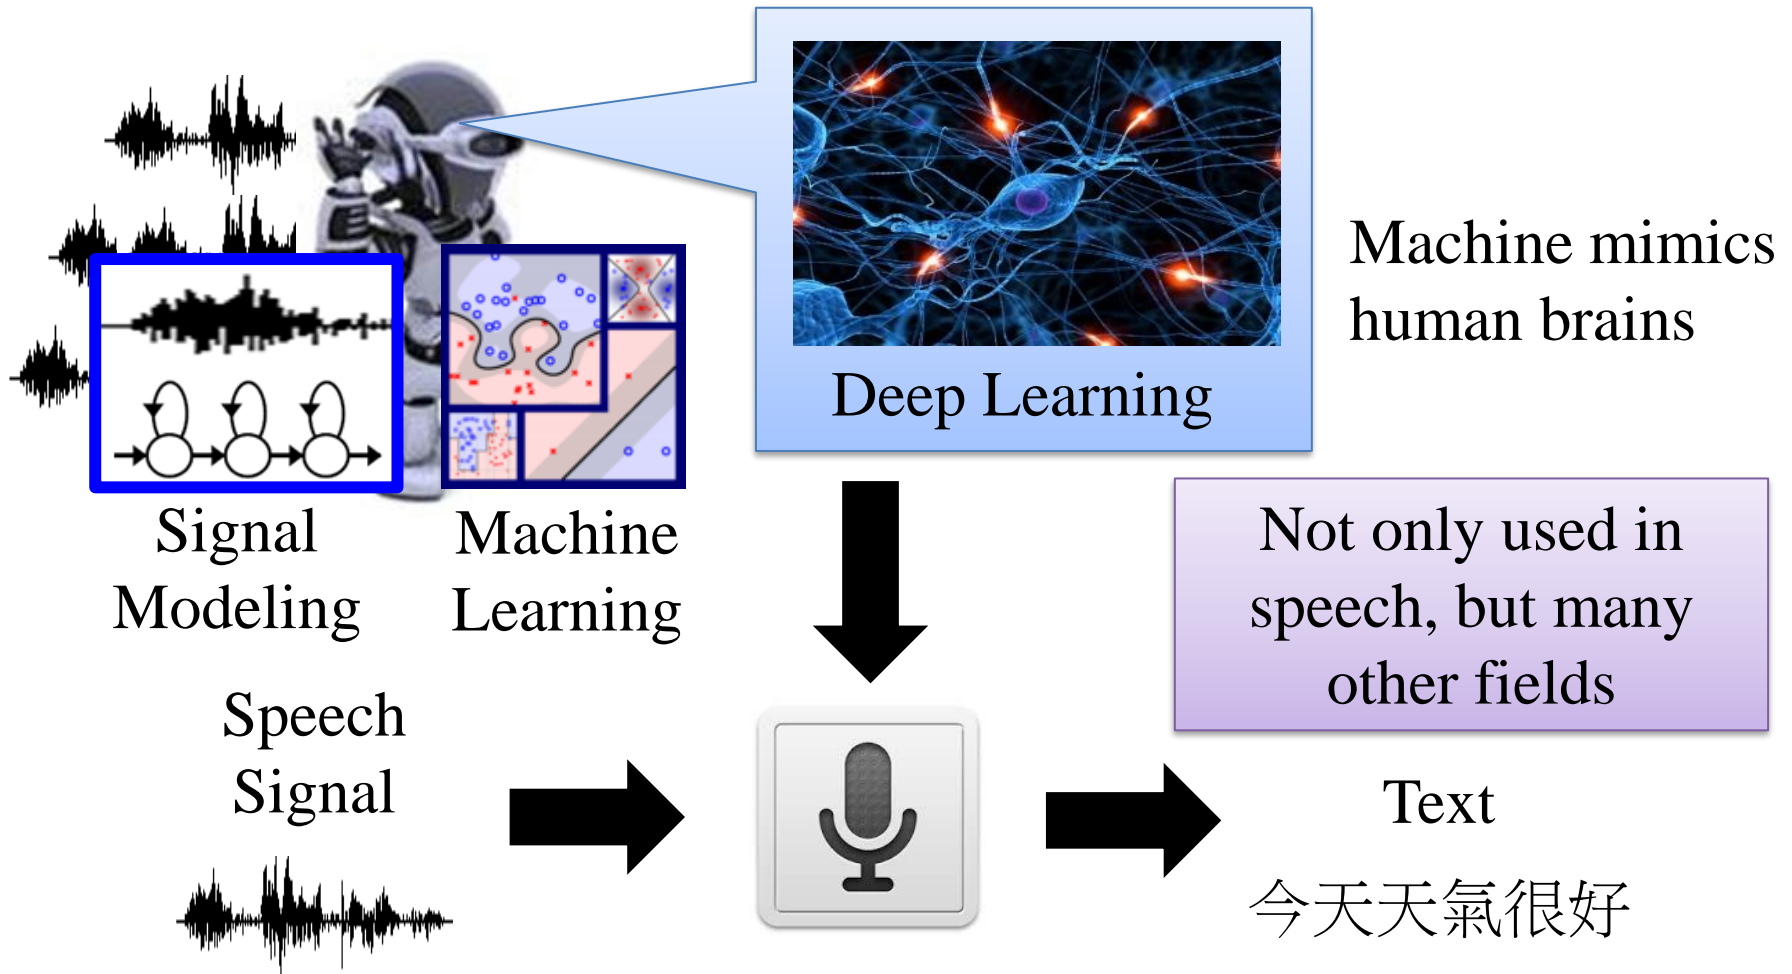 Deep Learning
Machine mimics
human brains
Signal
Modeling
Machine
Learning
Not only used in
speech, but many
other fields
Speech
Signal
Text
今天天氣很好